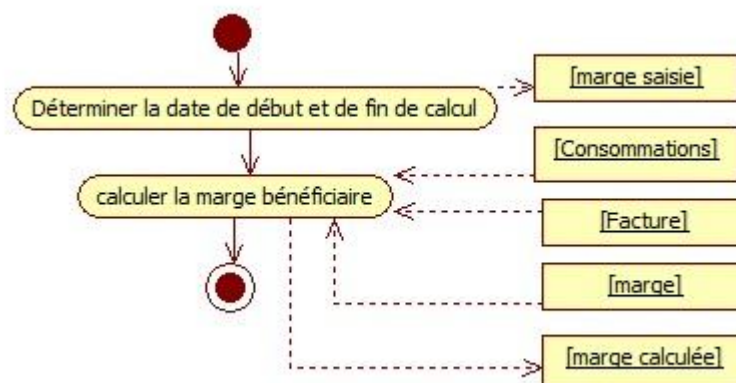 [marge saisie]
Déterminer la date de début et de fin de calcul
[Consommations]
calculer la marge bénéficiaire
[Facture]
[marge]
[marge calculée]